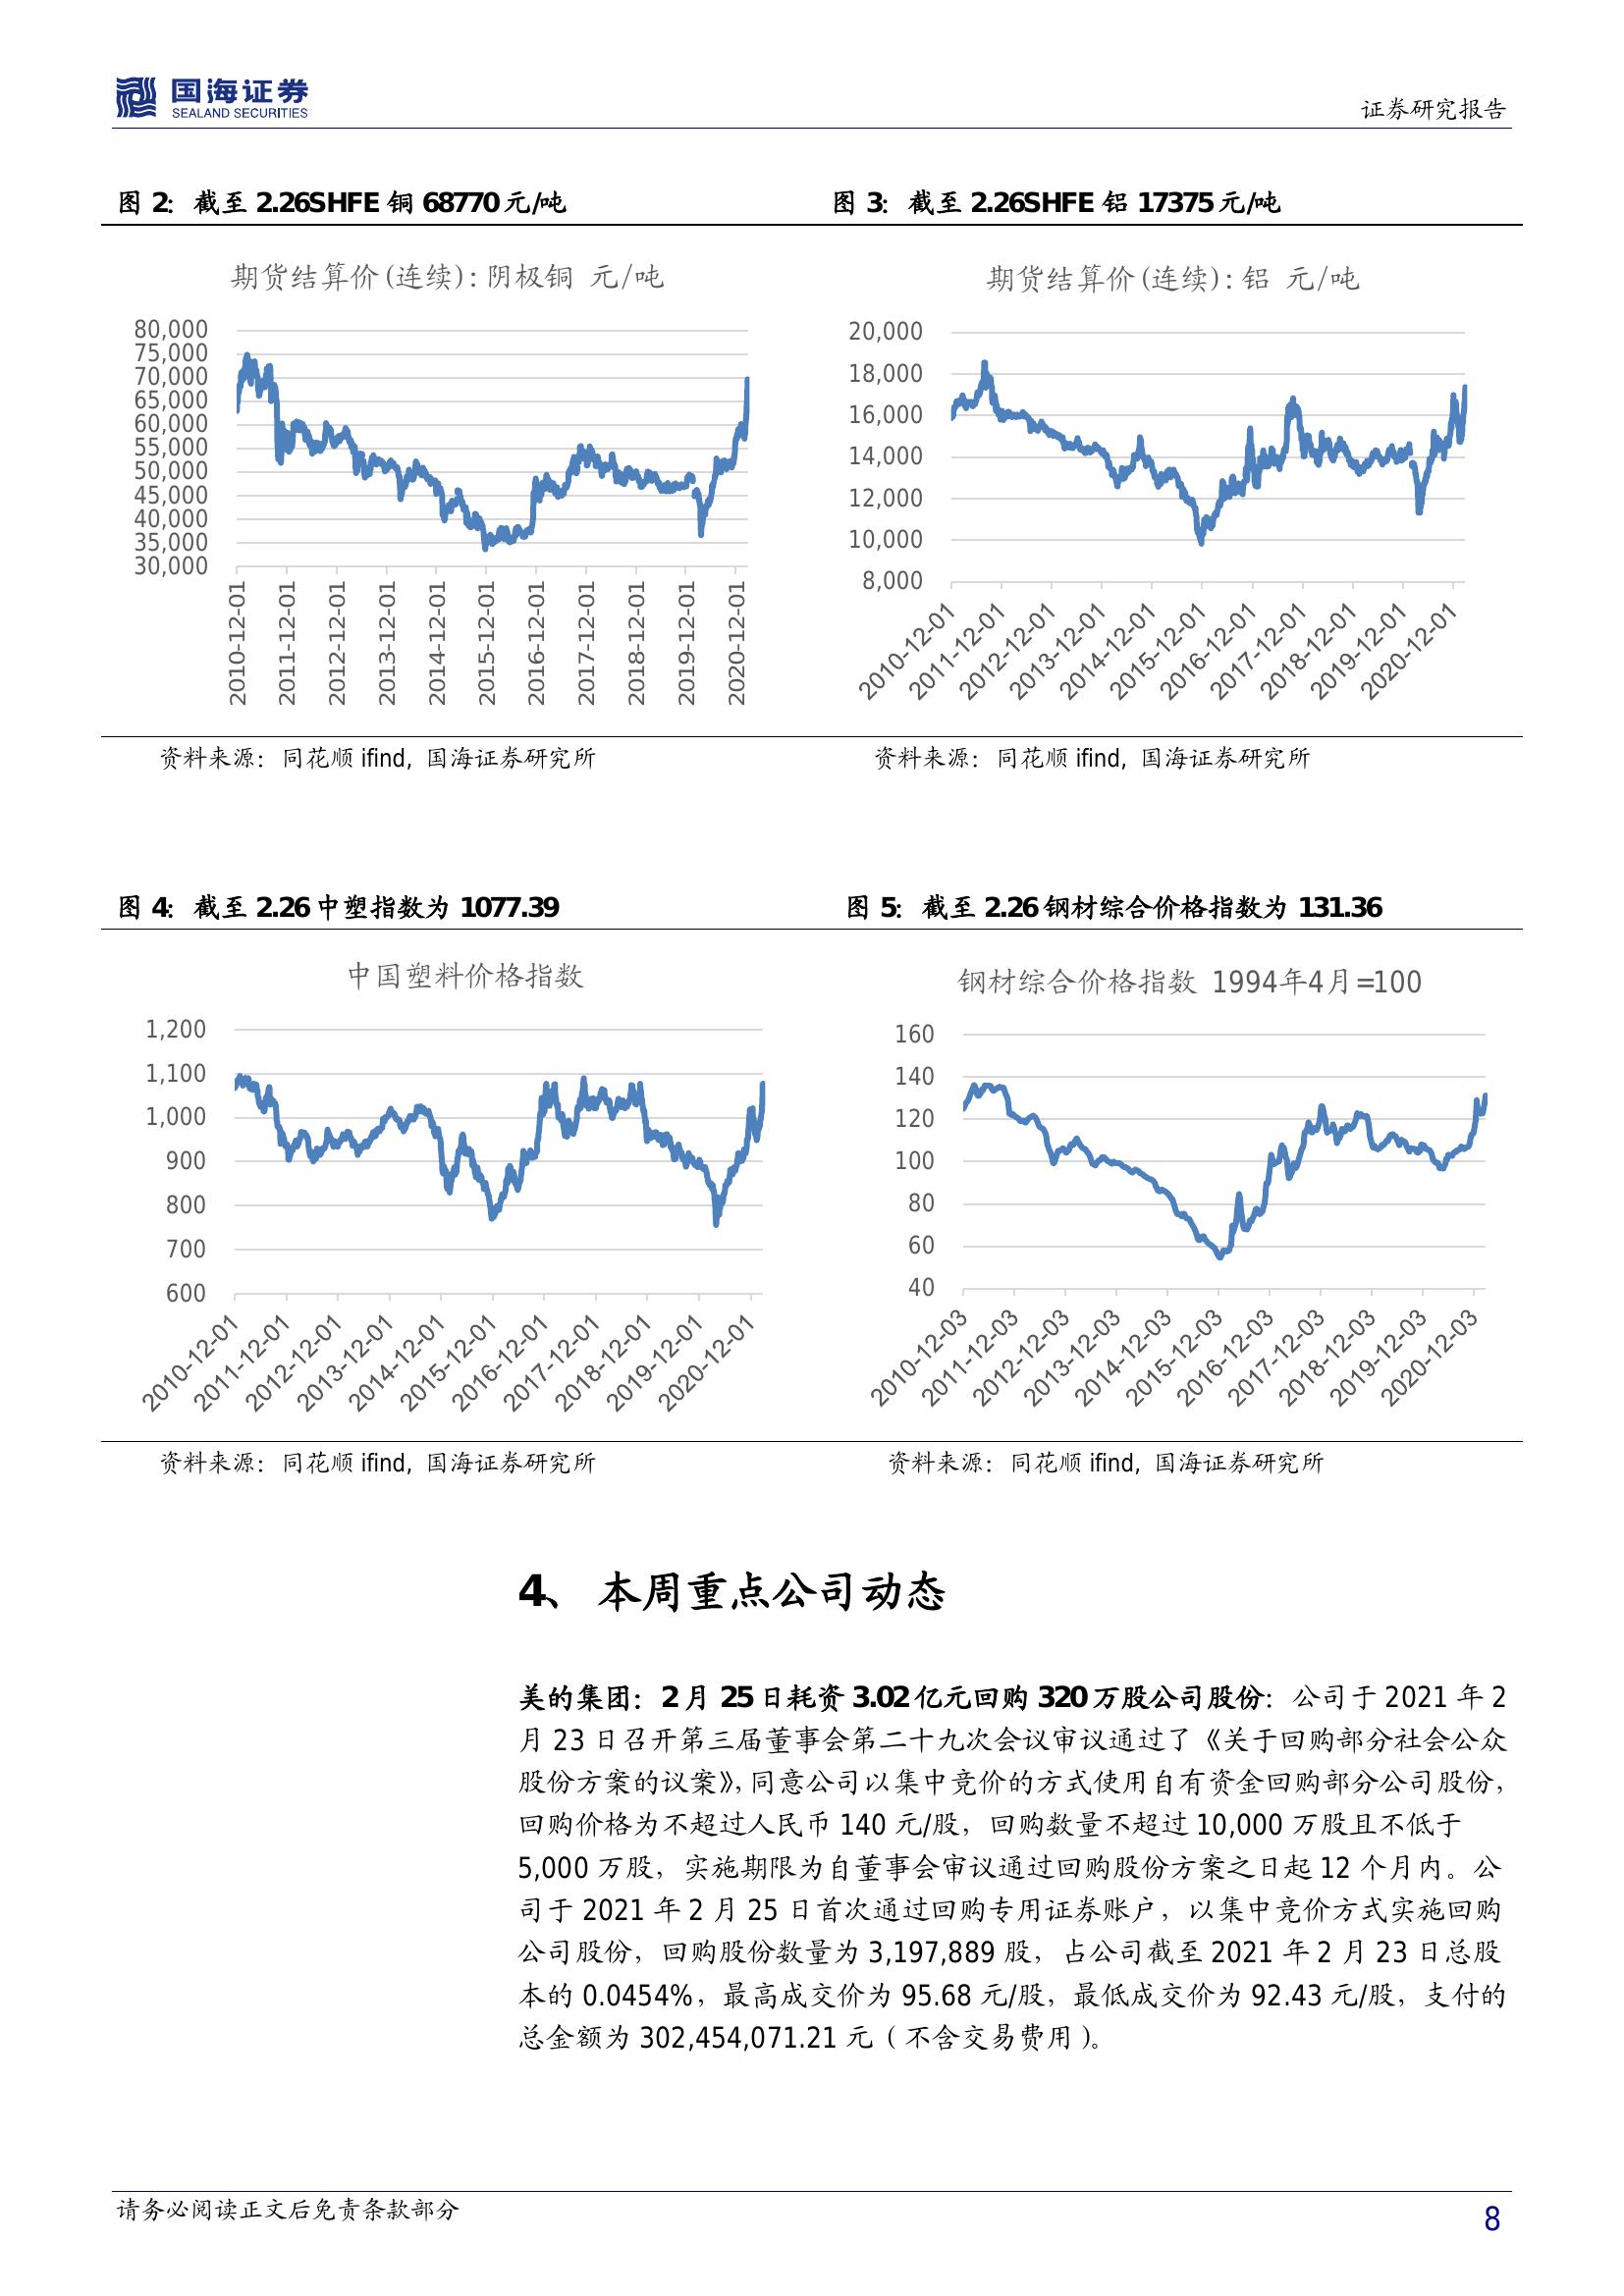 国海证券
SEALAND SECURITIES
证券研究报告
图 2：截至 2.26SHFE 铜 68770 元/吨
期货结算价(连续):阴极铜 元/吨
80,000
75,000
70,000
65,000
60,000
55,000
50,000
45,000
40,000
35,000
30,000
2010-12-01
2011-12-01
2012-12-01
2013-12-01
2014-12-01
2015-12-01
2016-12-01
2017-12-01
2018-12-01
2019-12-01
2020-12-01
资料来源：同花顺 ifind，国海证券研究所
图 3：截至 2.26SHFE 铝 17375 元/吨
期货结算价(连续):铝 元/吨
20,000
18,000
16,000
14,000
12,000
10,000
8,000
2010-12-01
2011-12-01
2012-12-01
2013-12-01
2014-12-01
2015-12-01
2016-12-01
2017-12-01
2018-12-01
2019-12-01
2020-12-01
资料来源：同花顺 ifind，国海证券研究所
图 4：截至 2.26 中塑指数为 1077.39
中国塑料价格指数
1,200
1,100
1,000
900
800
700
600
2010-12-01
2011-12-01
2012-12-01
2013-12-01
2014-12-01
2015-12-01
2016-12-01
2017-12-01
2018-12-01
2019-12-01
2020-12-01
资料来源：同花顺 ifind，国海证券研究所
图 5：截至 2.26 钢材综合价格指数为 131.36
钢材综合价格指数 1994年4月=100
160
140
120
100
80
60
40
2010-12-03
2011-12-03
2012-12-03
2013-12-03
2014-12-03
2015-12-03
2016-12-03
2017-12-03
2018-12-03
2019-12-03
2020-12-03
资料来源：同花顺 ifind，国海证券研究所
4、 本周重点公司动态
美的集团：2 月 25 日耗资 3.02 亿元回购 320 万股公司股份：公司于 2021 年 2
月 23 日召开第三届董事会第二十九次会议审议通过了《关于回购部分社会公众
股份方案的议案》，同意公司以集中竞价的方式使用自有资金回购部分公司股份，
回购价格为不超过人民币 140 元/股，回购数量不超过 10,000 万股且不低于
5,000 万股，实施期限为自董事会审议通过回购股份方案之日起 12 个月内。公
司于 2021 年 2 月 25 日首次通过回购专用证券账户，以集中竞价方式实施回购
公司股份，回购股份数量为 3,197,889 股，占公司截至 2021 年 2 月 23 日总股
本的 0.0454%，最高成交价为 95.68 元/股，最低成交价为 92.43 元/股，支付的
总金额为 302,454,071.21 元（不含交易费用）。
请务必阅读正文后免责条款部分
8